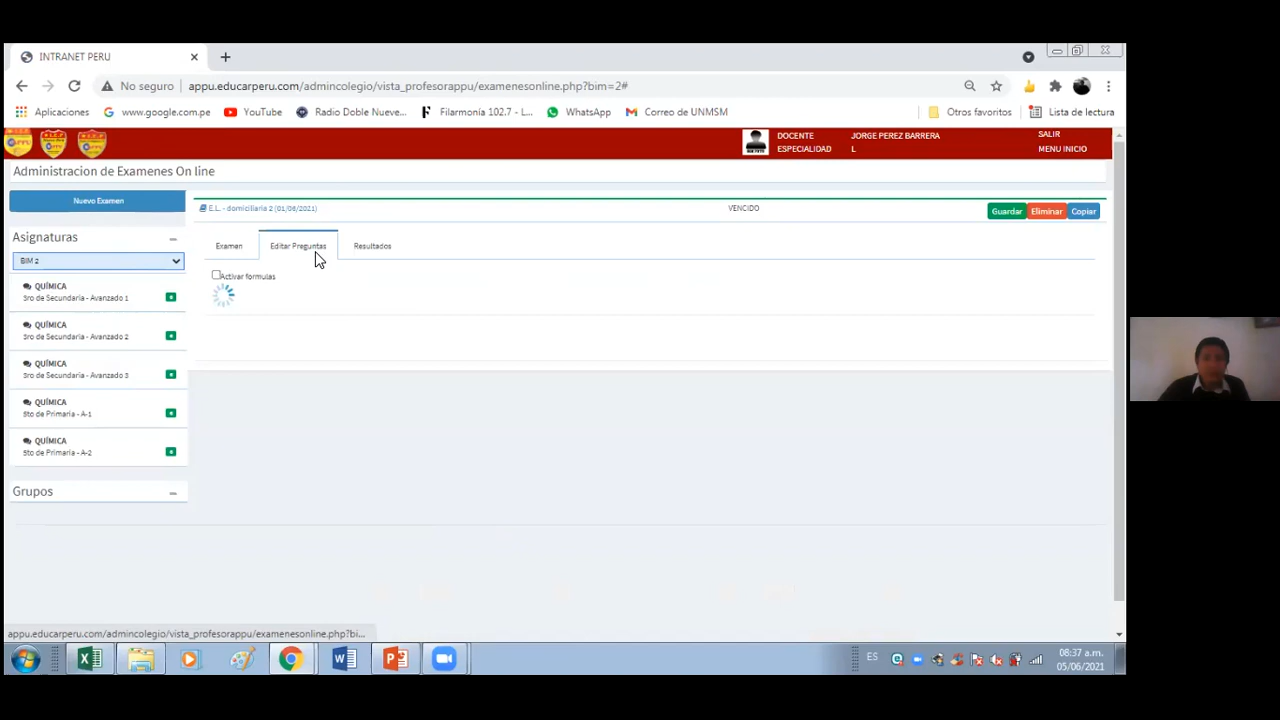 INTRANET PERU
No seguro
appu.educarperu.com/admincolegio/vista_profesorappu/examenesonline.php?bim=2#
Aplicaciones
www.google.com.pe
YouTube
Radio Doble Nueve...
Filarmonía 102.7 - L...
WhatsApp
Correo de UNMSM
Otros favoritos
Lista de lectura
DOCENTE JORGE PEREZ BARRERA SALIR
ESPECIALIDAD L MENU INICIO
Administracion de Examenes On line
Nuevo Examen
E.L. - domiciliaria 2 (01/06/2021) VENCIDO Guardar Eliminar Copiar
Asignaturas
BIM 2
Examen Editar Preguntas Resultados
Activar formulas
QUÍMICA
3ro de Secundaria - Avanzado 1
QUÍMICA
3ro de Secundaria - Avanzado 2
QUÍMICA
3ro de Secundaria - Avanzado 3
QUÍMICA
to de Primaria - A-1
QUÍMICA
to de Primaria - A-2
Grupos
appu.educarperu.com/admincolegio/vista_profesorappu/examenesonline.php?bi...
ES
08:37 a.m.
05/06/2021